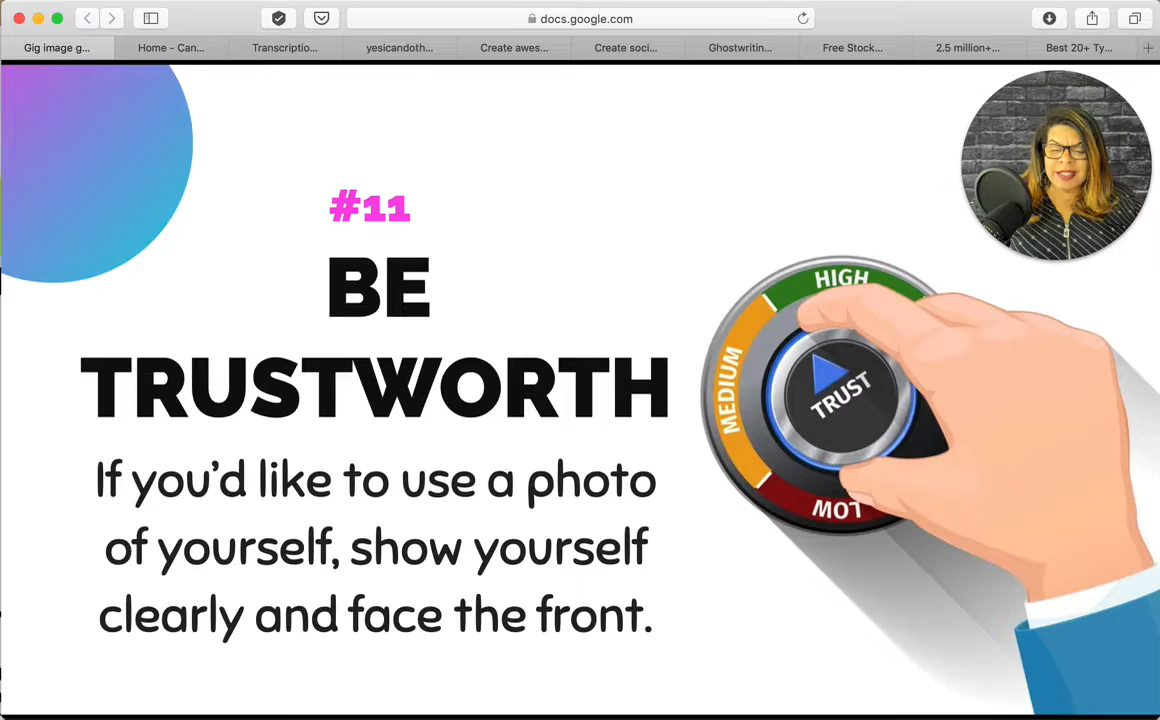 docs.google.com
Gig image g...
Home - Can...
Transcriptio...
yesicandoth...
Create awes...
Create soci...
Ghostwritin...
Free Stock...
2.5 million+...
Best 20+ Ty...
#11
BE
TRUSTWORTH
If you'd like to use a photo
of yourself, show yourself
clearly and face the front.
HIGH
MEDIUM
TRUST
LOW